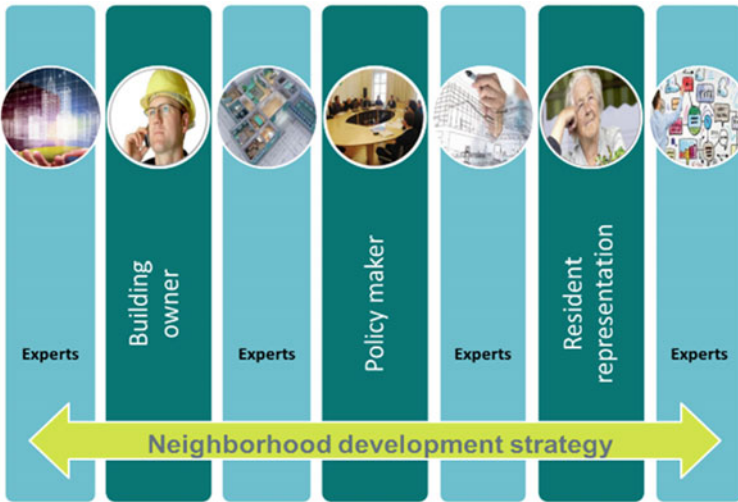 Experts
Building
owner
Experts
Policy maker
Experts
Resident
representation
Experts
Neighborhood development strategy